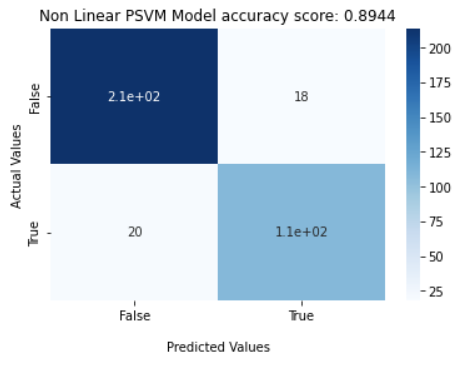 Non Linear PSVM Model accuracy score: 0.8944
False
2.1e+02
18
True
20
1.1e+02
Actual Values
False
True
Predicted Values
200
175
150
125
100
75
50
25